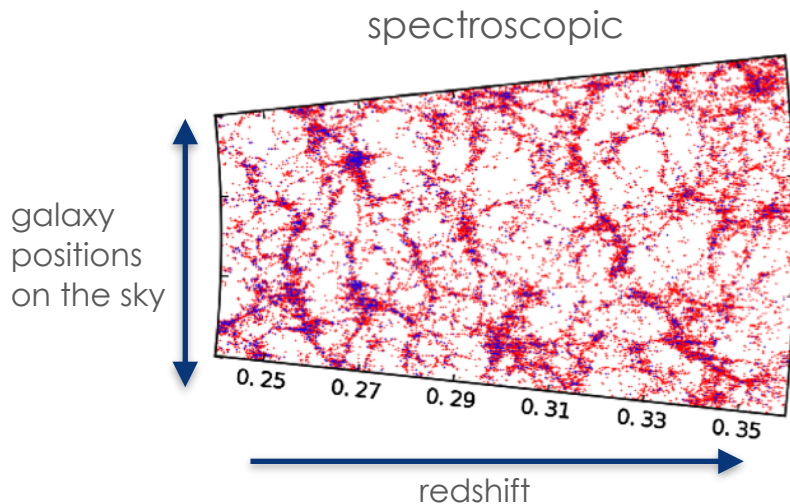 spectroscopic
galaxy
positions
on the sky
0. 25
0. 27
0. 29
0. 31
0. 33
0. 35
redshift